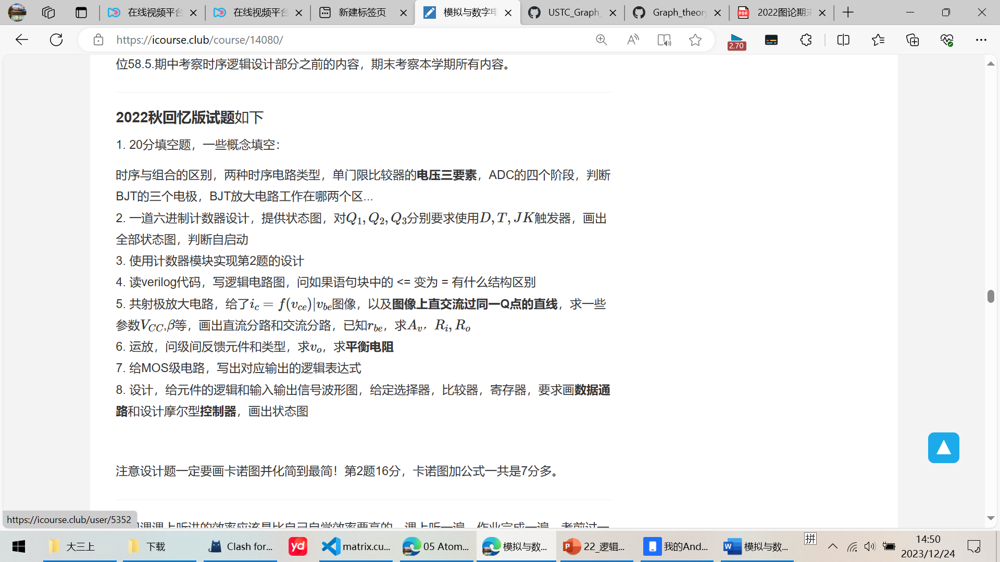 在线视频平台
在线视频平台
新建标签页
模拟与数字电
USTC_Graph_
Graph_theory
2022图论期末
https://icourse.club/course/14080/
2.70
位58.5.期中考察时序逻辑设计部分之前的内容，期末考察本学期所有内容。
2022秋回忆版试题如下
1. 20分填空题，一些概念填空：
时序与组合的区别，两种时序电路类型，单门限比较器的电压三要素，ADC的四个阶段，判断
BJT的三个电极，BJT放大电路工作在哪两个区...
2. 一道六进制计数器设计，提供状态图，对Q₁, Q₂, Q₃分别要求使用D, T, JK触发器，画出
全部状态图，判断自启动
3. 使用计数器模块实现第2题的设计
4. 读verilog代码，写逻辑电路图，问如果语句块中的 <= 变为 = 有什么结构区别
5. 共射极放大电路，给了i_c = f(v_{ce})|v_{be}图像，以及图像上直交流过同一Q点的直线，求一些
参数V_{CC},β等，画出直流分路和交流分路，已知r_{be}，求A_v，R_i, R_o
6. 运放，问级间反馈元件和类型，求v_o，求平衡电阻
7. 给MOS级电路，写出对应输出的逻辑表达式
8. 设计，给元件的逻辑和输入输出信号波形图，给定选择器，比较器，寄存器，要求画数据通
路和设计摩尔型控制器，画出状态图
注意设计题一定要画卡诺图并化简到最简！第2题16分，卡诺图加公式一共是7分多。
课课上听讲的效率应该是比自己自学效率要高的，课上听一遍，作业完成一遍，考前过一
https://icourse.club/user/5352
大三上
下载
Clash for...
yd
matrix.cu...
05 Atom...
模拟与数...
22_逻辑...
我的And...
模拟与数...
拼
14:50
2023/12/24